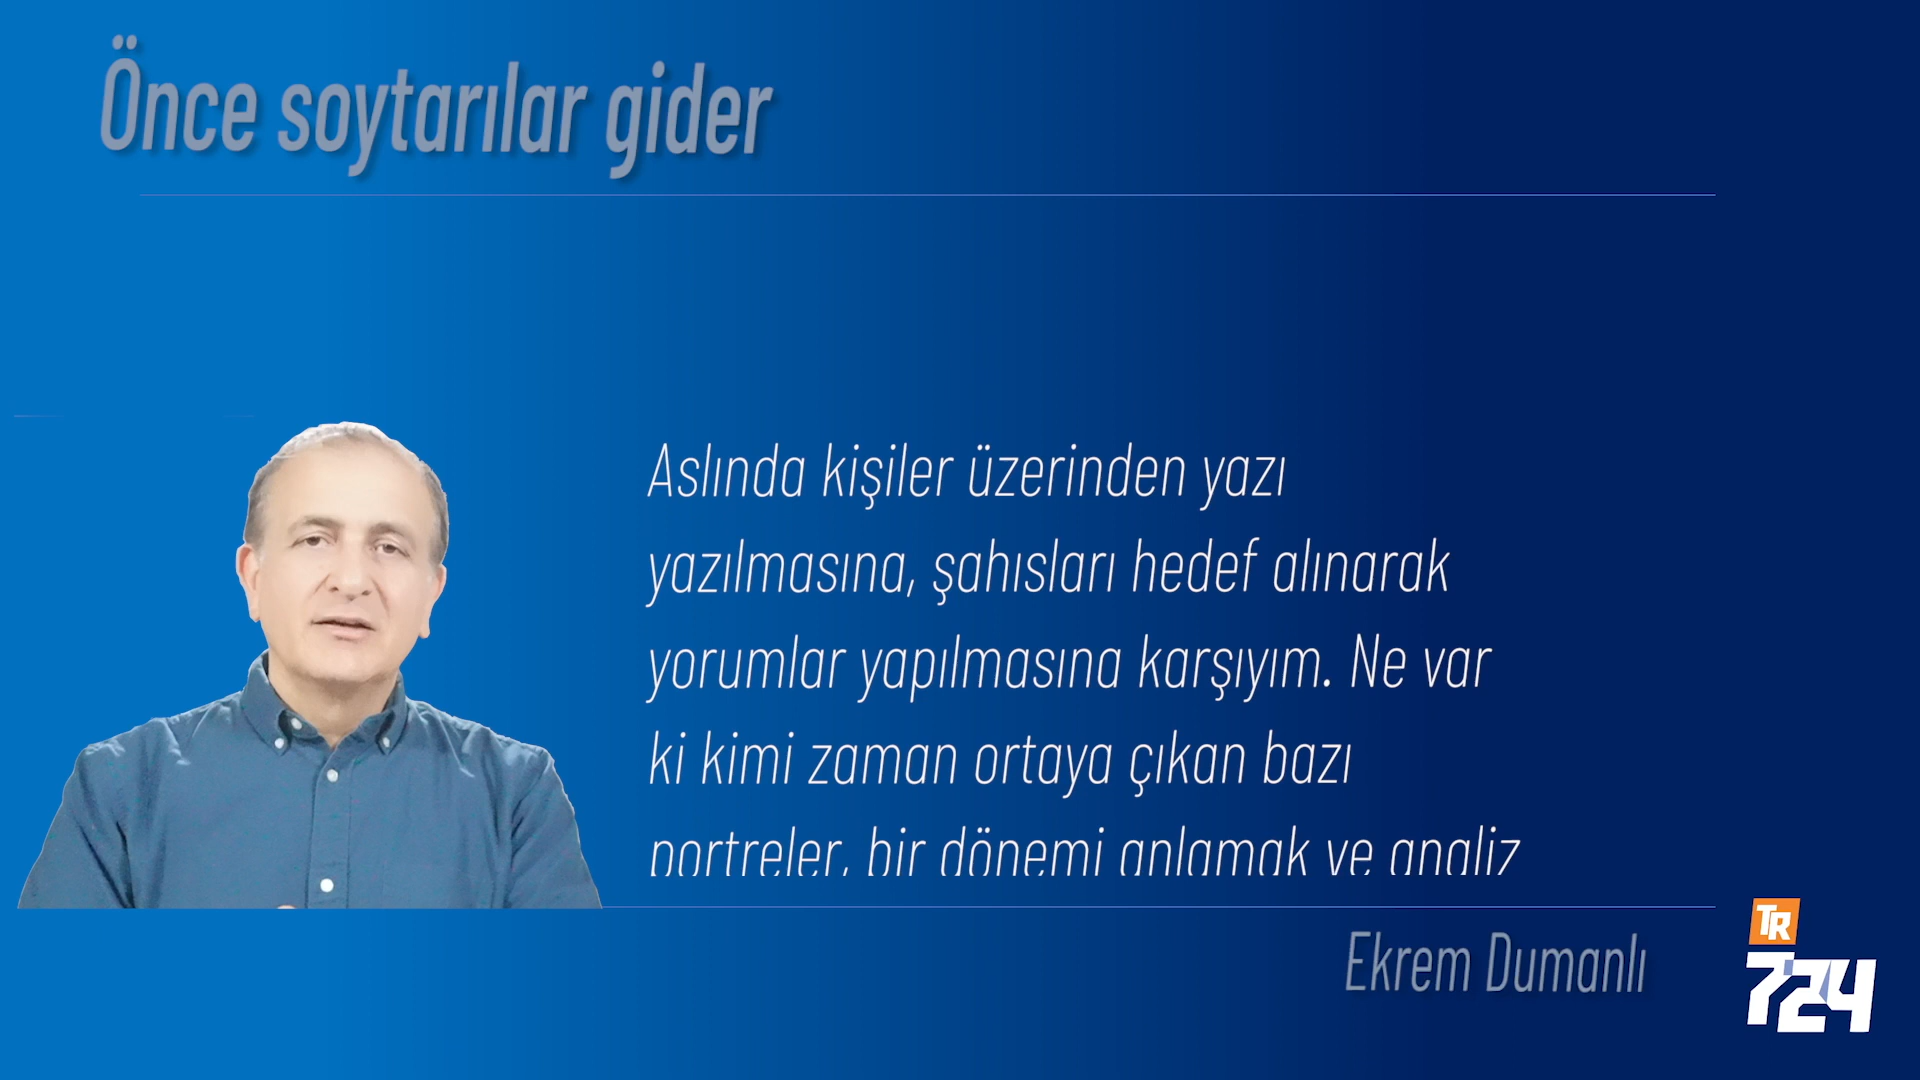 Önce soytarılar gider
Aslında kişiler üzerinden yazı
yazılmasına, şahısları hedef alınarak
yorumlar yapılmasına karşıyım. Ne var
ki kimi zaman ortaya çıkan bazı
portreler, bir dönemi anlamak ve analiz
Ekrem Dumanlı
TR
724